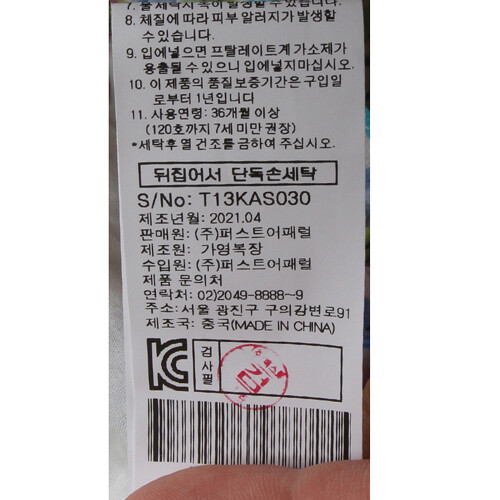 8. 체질에 따라 피부 알러지가 발생할
수 있습니다.
9. 입에넣으면 프탈레이트계 가소제가
용출될 수 있으니 입에넣지마십시오.
10. 이 제품의 품질보증기간은 구입일
로부터 1년입니다
11. 사용연령: 36개월 이상
(120호까지 7세 미만 권장)
*세탁후 열 건조를 금하여 주십시오.
뒤집어서 단독손세탁
S/No: T13KAS030
제조년월: 2021.04
판매원: (주)퍼스트어패럴
제조원: 가영복장
수입원: (주)퍼스트어패럴
제품 문의처
연락처: 02)2049-8888~9
주소: 서울 광진구 구의강변로91
제조국: 중국(MADE IN CHINA)
검사필